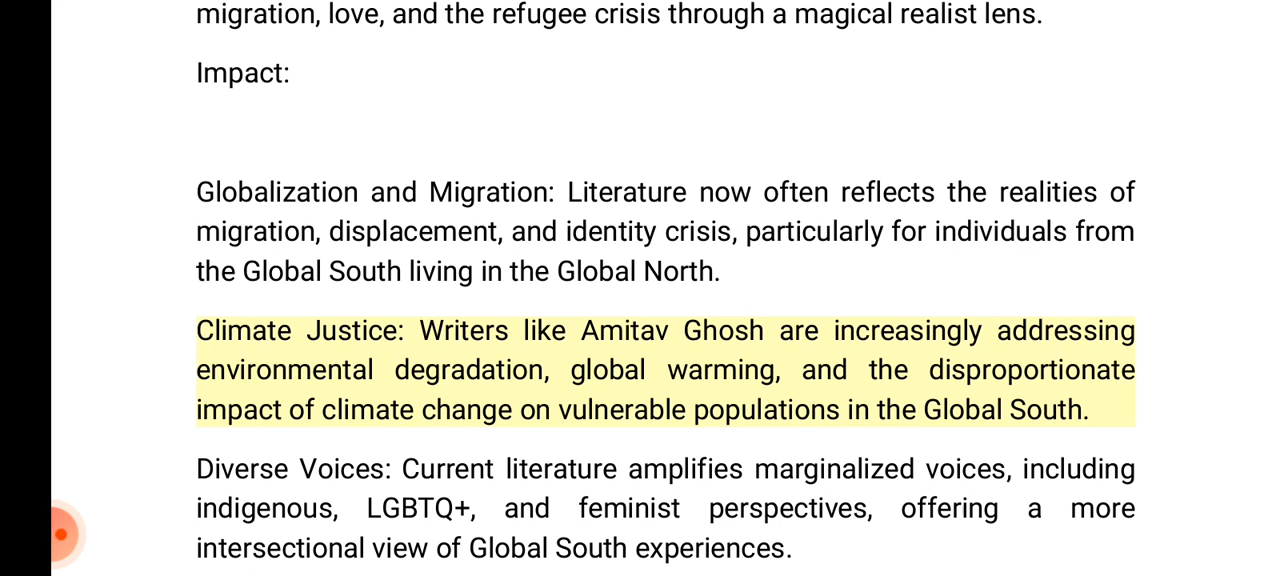 migration, love, and the refugee crisis through a magical realist lens.
Impact:
Globalization and Migration: Literature now often reflects the realities of
migration, displacement, and identity crisis, particularly for individuals from
the Global South living in the Global North.
Climate Justice: Writers like Amitav Ghosh are increasingly addressing
environmental degradation, global warming, and the disproportionate
impact of climate change on vulnerable populations in the Global South.
Diverse Voices: Current literature amplifies marginalized voices, including
indigenous, LGBTQ+, and feminist perspectives, offering a more
intersectional view of Global South experiences.